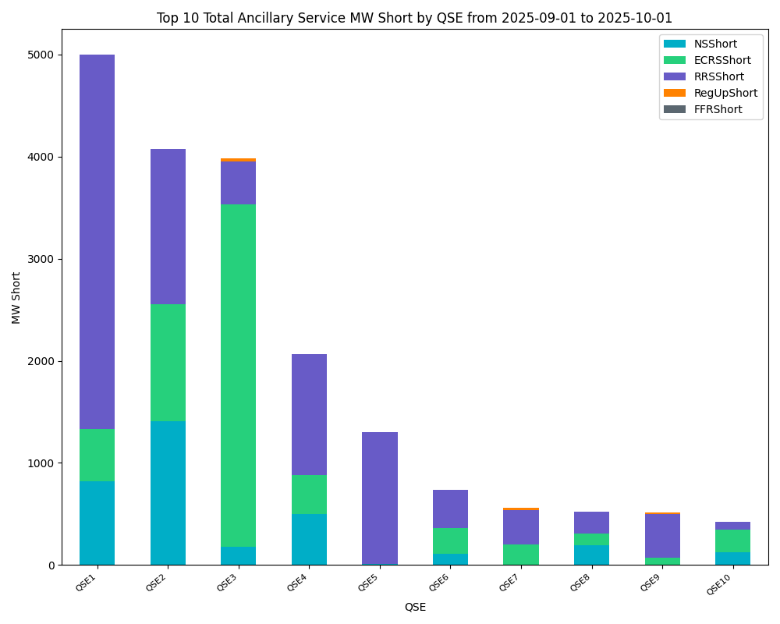 Top 10 Total Ancillary Service MW Short by QSE from 2025-09-01 to 2025-10-01
NSShort
ECRSShort
RRSShort
RegUpShort
FFRShort
MW Short
5000
4000
3000
2000
1000
0
QSE1
QSE2
QSE3
QSE4
QSE5
QSE6
QSE7
QSE8
QSE9
QSE10
QSE